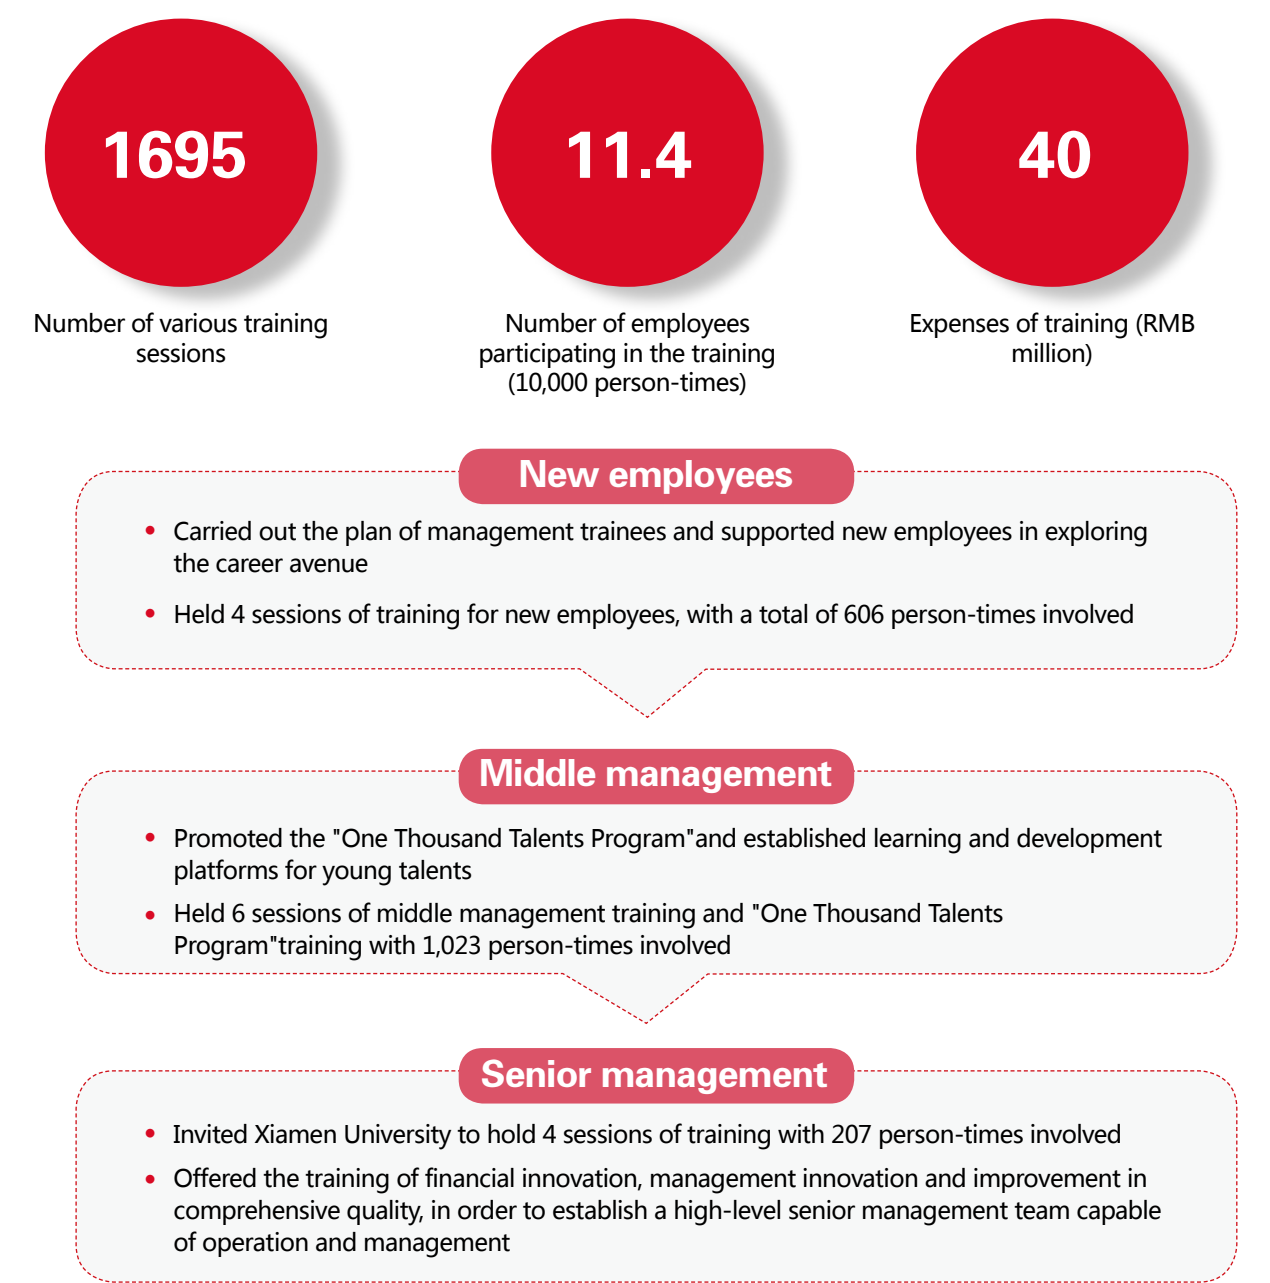 1695
11.4
40
Number of various training
sessions
Number of employees
participating in the training
(10,000 person-times)
Expenses of training (RMB
million)
New employees
• Carried out the plan of management trainees and supported new employees in exploring
the career avenue
• Held 4 sessions of training for new employees, with a total of 606 person-times involved
Middle management
• Promoted the "One Thousand Talents Program"and established learning and development
platforms for young talents
• Held 6 sessions of middle management training and "One Thousand Talents
Program"training with 1,023 person-times involved
Senior management
• Invited Xiamen University to hold 4 sessions of training with 207 person-times involved
• Offered the training of financial innovation, management innovation and improvement in
comprehensive quality, in order to establish a high-level senior management team capable
of operation and management